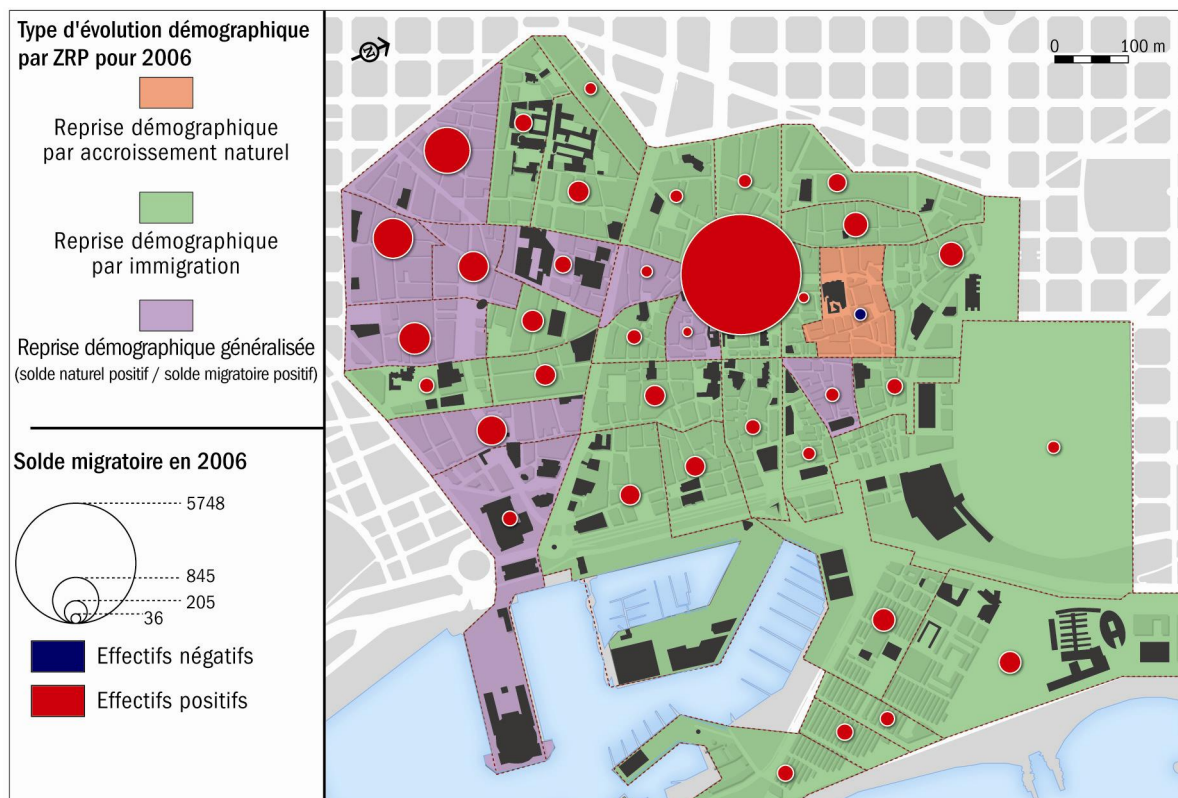 Type d'évolution démographique
par ZRP pour 2006
Reprise démographique
par accroissement naturel
Reprise démographique
par immigration
Reprise démographique généralisée
(solde naturel positif / solde migratoire positif)
Solde migratoire en 2006
5748
845
205
36
Effectifs négatifs
Effectifs positifs
N
0 100 m